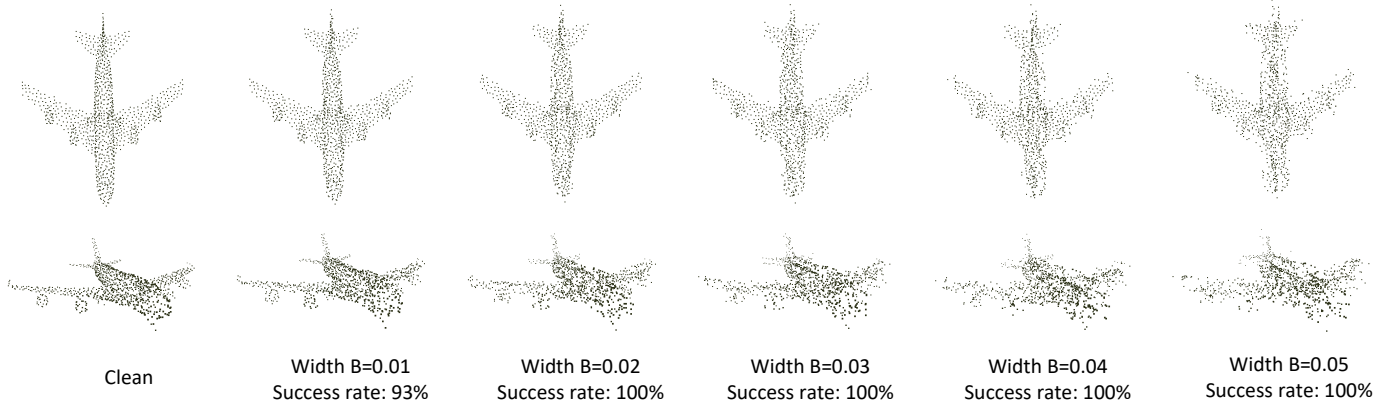 Clean
Width B=0.01
Success rate: 93%
Width B=0.02
Success rate: 100%
Width B=0.03
Success rate: 100%
Width B=0.04
Success rate: 100%
Width B=0.05
Success rate: 100%